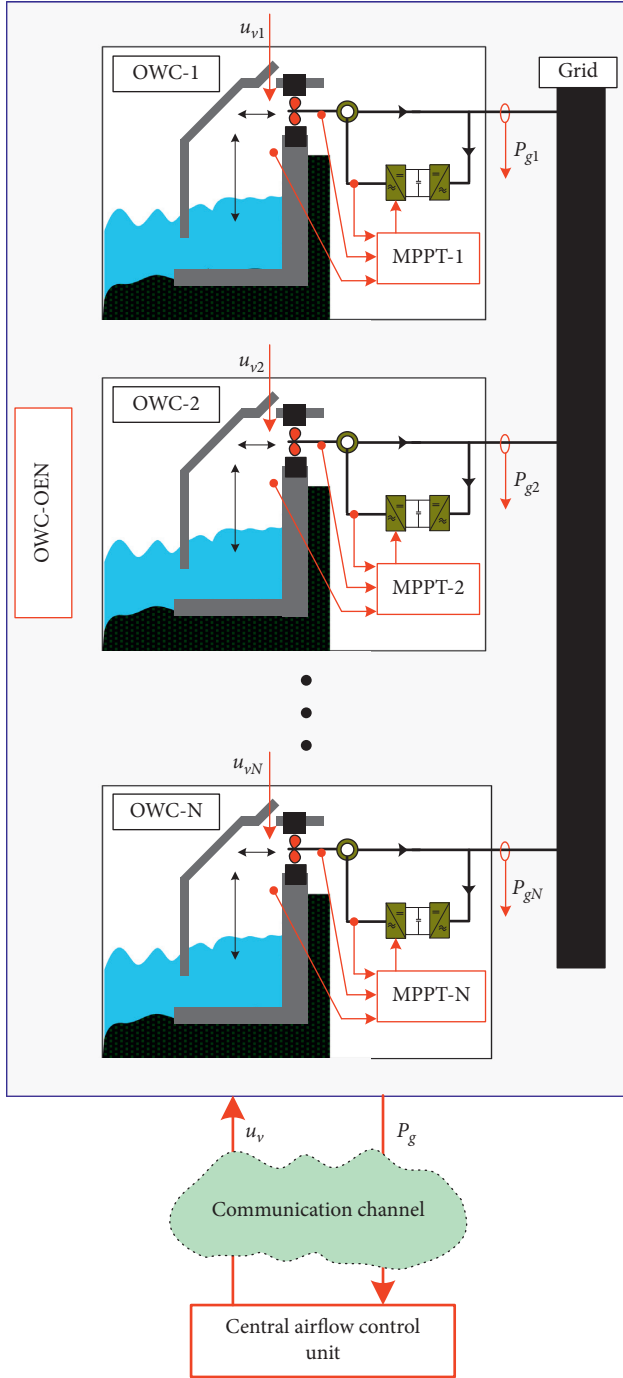 u_v1
OWC-1
Grid
P_g1
MPPT-1
u_v2
OWC-2
P_g2
MPPT-2
OWC-OEN
u_vN
OWC-N
P_gN
MPPT-N
u_v
P_g
Communication channel
Central airflow control
unit